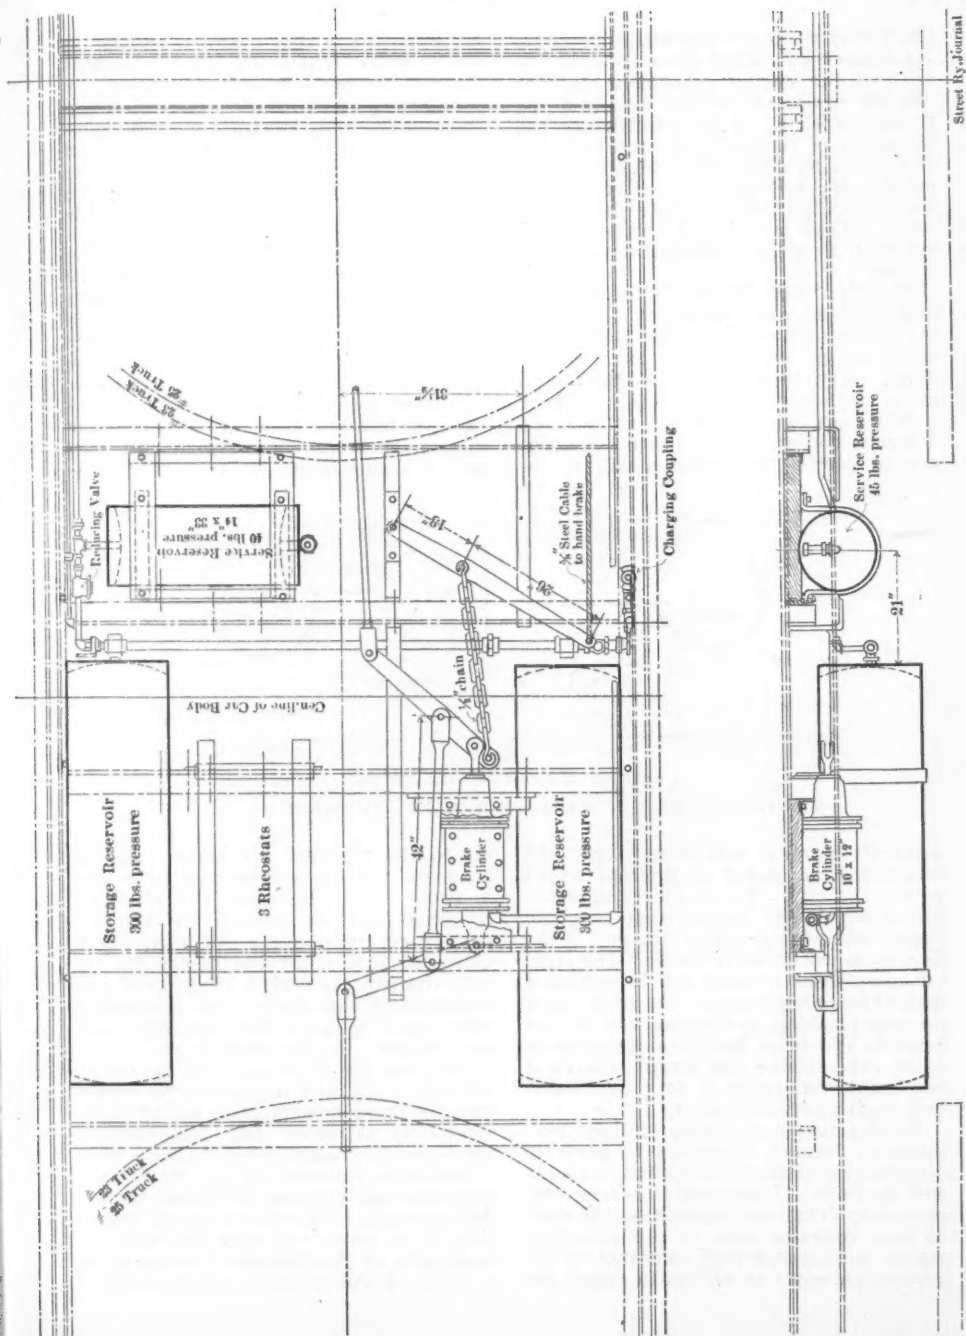 Street Ry. Journal
# 25 Truck
# 23 Truck
31½"
Reducing Valve
Service Reservoir
40 lbs. pressure
14" x 33"
18"
26"
⅜" Steel Cable
to hand brake
Charging Coupling
Service Reservoir
45 lbs. pressure
21"
Cen. line of Car Body
¼" chain
Storage Reservoir
300 lbs. pressure
3 Rheostats
42"
Brake
Cylinder
Storage Reservoir
300 lbs. pressure
Brake
Cylinder
10 x 12"
# 23 Truck
# 25 Truck